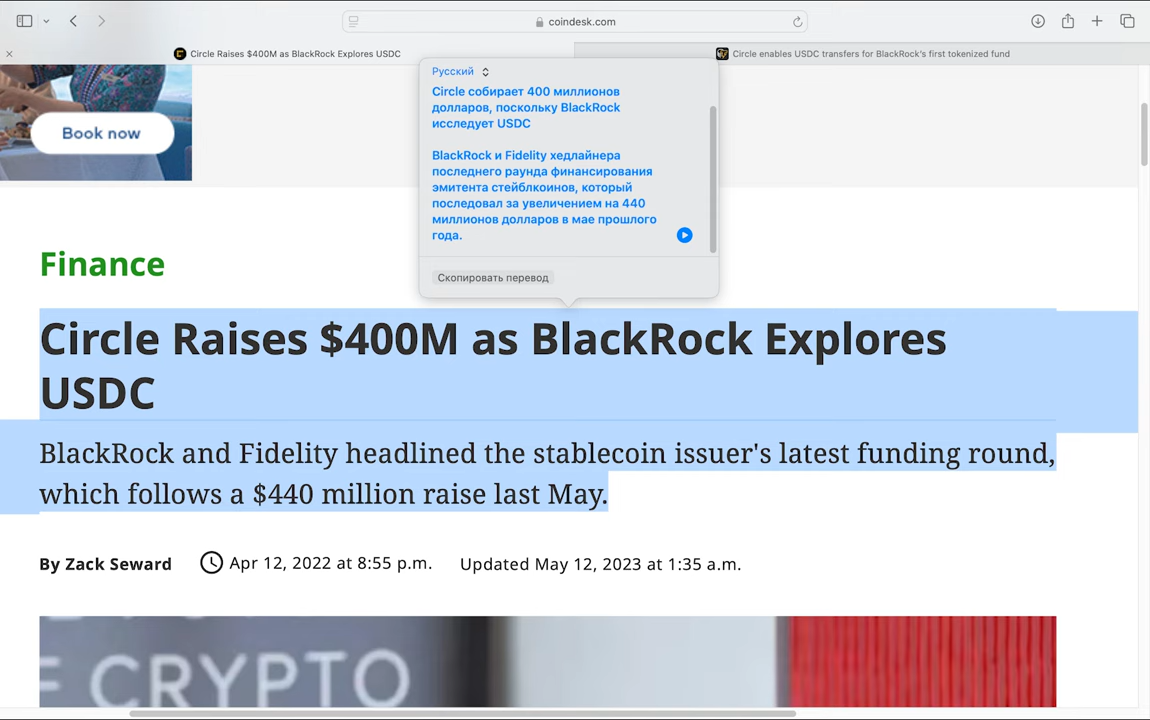 coindesk.com
Circle Raises $400M as BlackRock Explores USDC
Circle enables USDC transfers for BlackRock's first tokenized fund
Book now
Русский
Circle собирает 400 миллионов
долларов, поскольку BlackRock
исследует USDC
BlackRock и Fidelity хедлайнера
последнего раунда финансирования
эмитента стейблкоинов, который
последовал за увеличением на 440
миллионов долларов в мае прошлого
года.
Скопировать перевод
Finance
Circle Raises $400M as BlackRock Explores
USDC
BlackRock and Fidelity headlined the stablecoin issuer's latest funding round,
which follows a $440 million raise last May.
By Zack Seward Apr 12, 2022 at 8:55 p.m. Updated May 12, 2023 at 1:35 a.m.
F CRYPTO